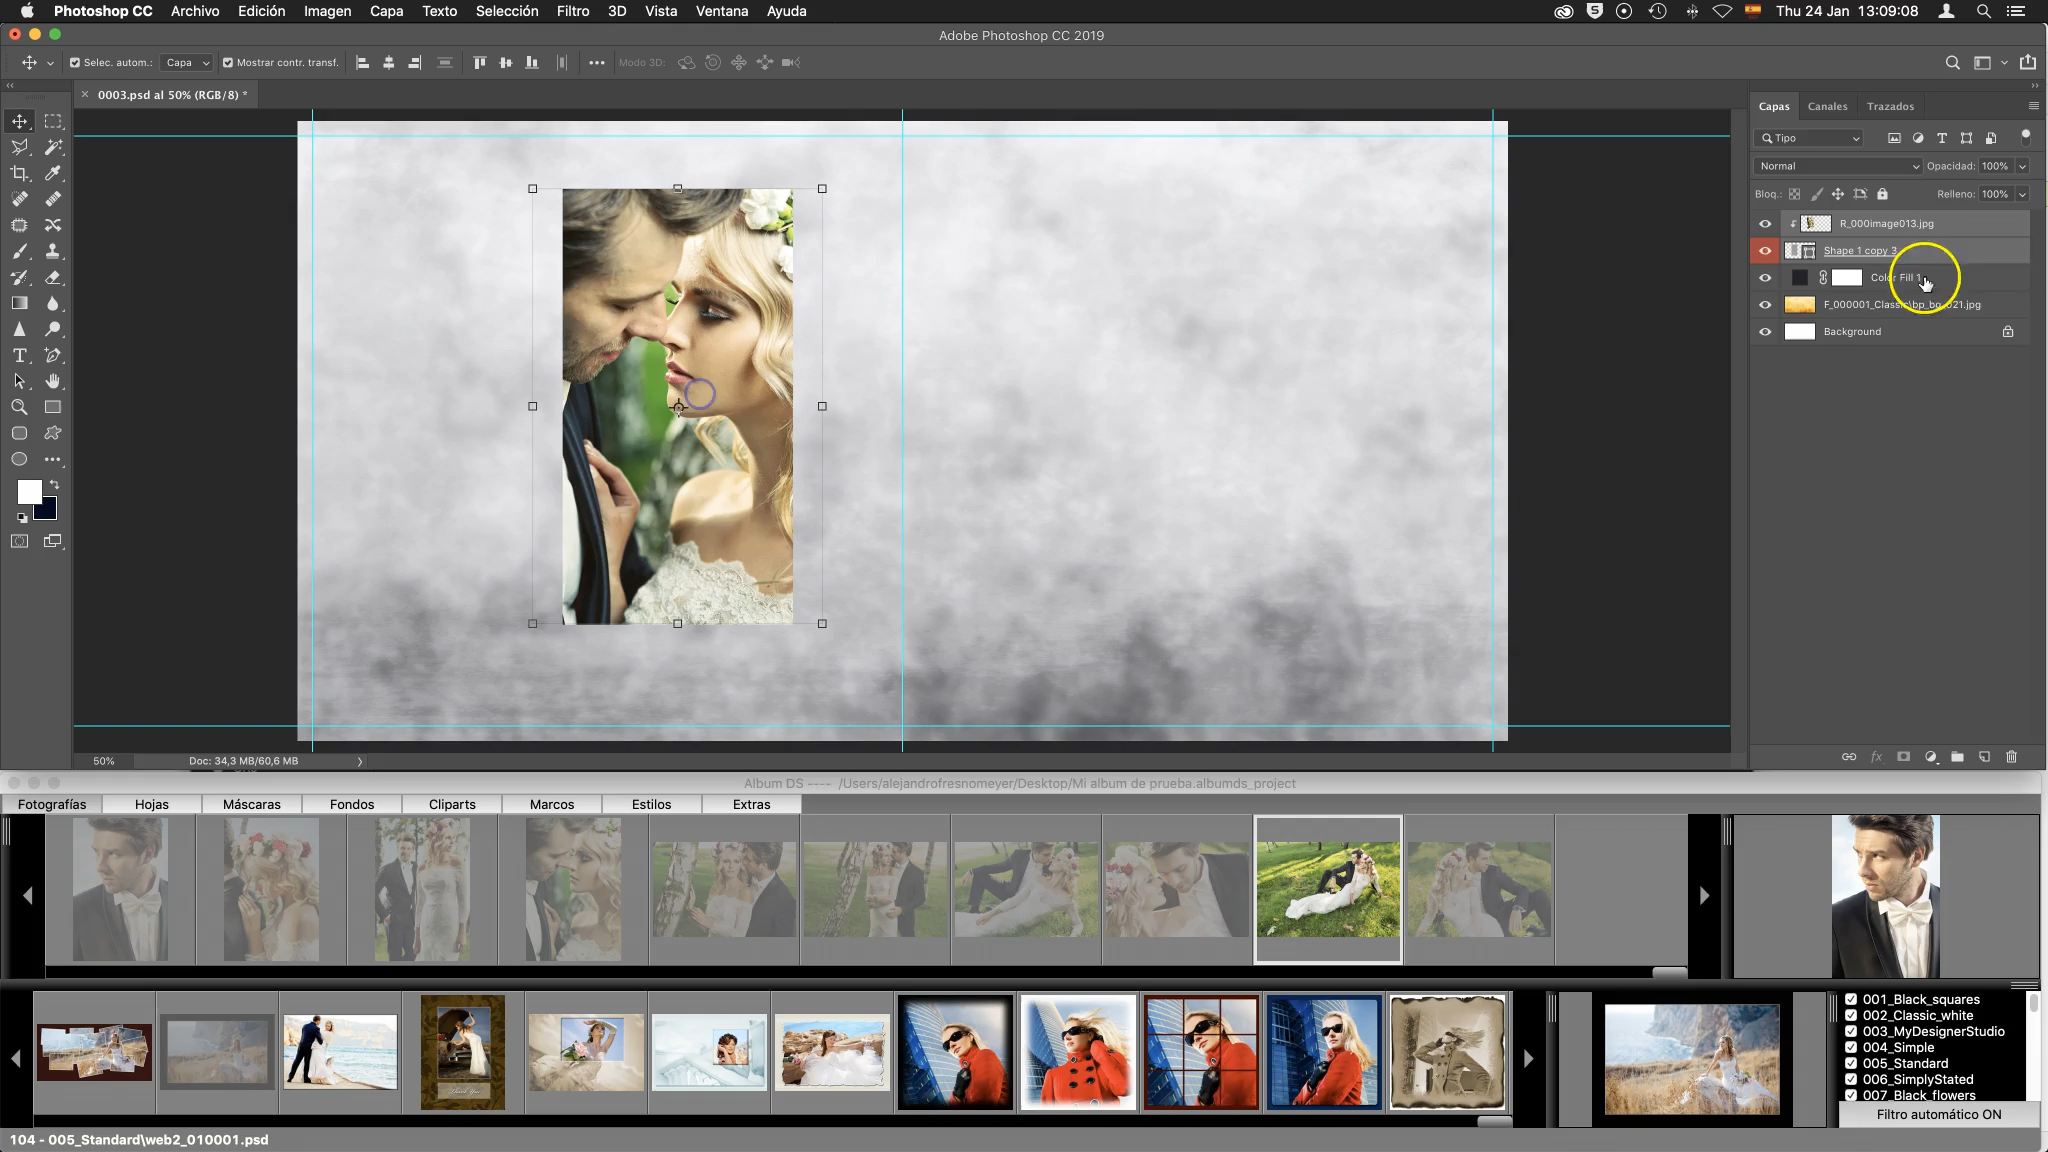 Photoshop CC Archivo Edición Imagen Capa Texto Selección Filtro 3D Vista Ventana Ayuda Thu 24 Jan 13:09:08
Adobe Photoshop CC 2019
Selec. autom.: Capa Mostrar contr. transf. Modo 3D:
0003.psd al 50% (RGB/8) *
Capas Canales Trazados
Tipo
Normal Opacidad: 100%
Bloq.: Relleno: 100%
R_000image013.jpg
Shape 1 copy 3
Color Fill 1
F_000001_Classic\bp_bg_021.jpg
Background
50% Doc: 34,3 MB/60,6 MB
Album DS ---- /Users/alejandrofresnomeyer/Desktop/Mi album de prueba.albumds_project
Fotografías Hojas Máscaras Fondos Cliparts Marcos Estilos Extras
001_Black_squares
002_Classic_white
003_MyDesignerStudio
004_Simple
005_Standard
006_SimplyStated
007_Black_flowers
Filtro automático ON
104 - 005_Standard\web2_010001.psd